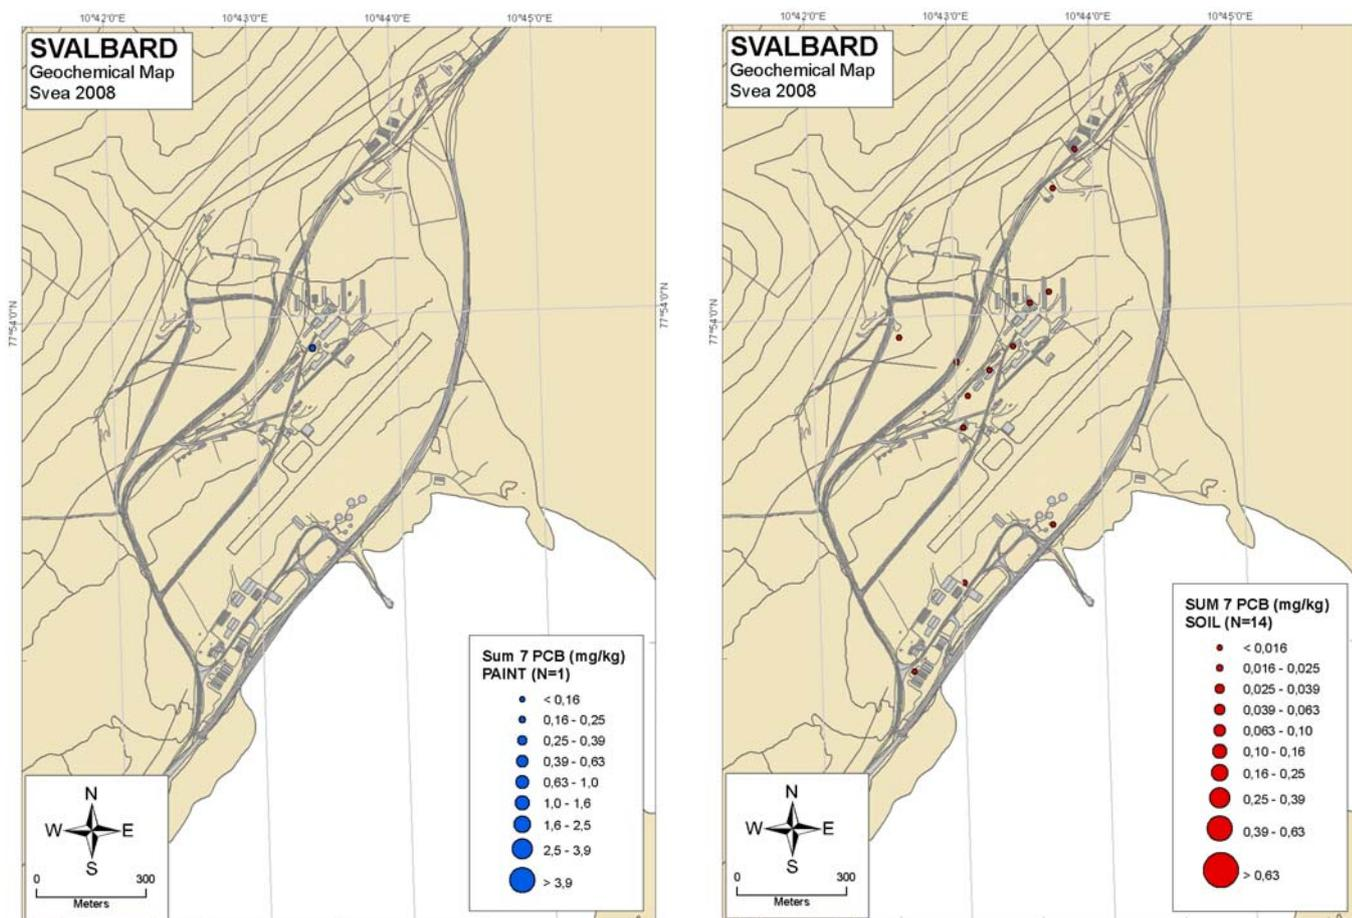 10°42'0"E
10°43'0"E
10°44'0"E
10°45'0"E
SVALBARD
Geochemical Map
Svea 2008
77°54'0"N
77°54'0"N
Sum 7 PCB (mg/kg)
PAINT (N=1)
< 0,16
0,16 - 0,25
0,25 - 0,39
0,39 - 0,63
0,63 - 1,0
1,0 - 1,6
1,6 - 2,5
2,5 - 3,9
> 3,9
N
W E
S
0 300
Meters
10°42'0"E
10°43'0"E
10°44'0"E
10°45'0"E
SVALBARD
Geochemical Map
Svea 2008
77°54'0"N
SUM 7 PCB (mg/kg)
SOIL (N=14)
< 0,016
0,016 - 0,025
0,025 - 0,039
0,039 - 0,063
0,063 - 0,10
0,10 - 0,16
0,16 - 0,25
0,25 - 0,39
0,39 - 0,63
> 0,63
N
W E
S
0 300
Meters